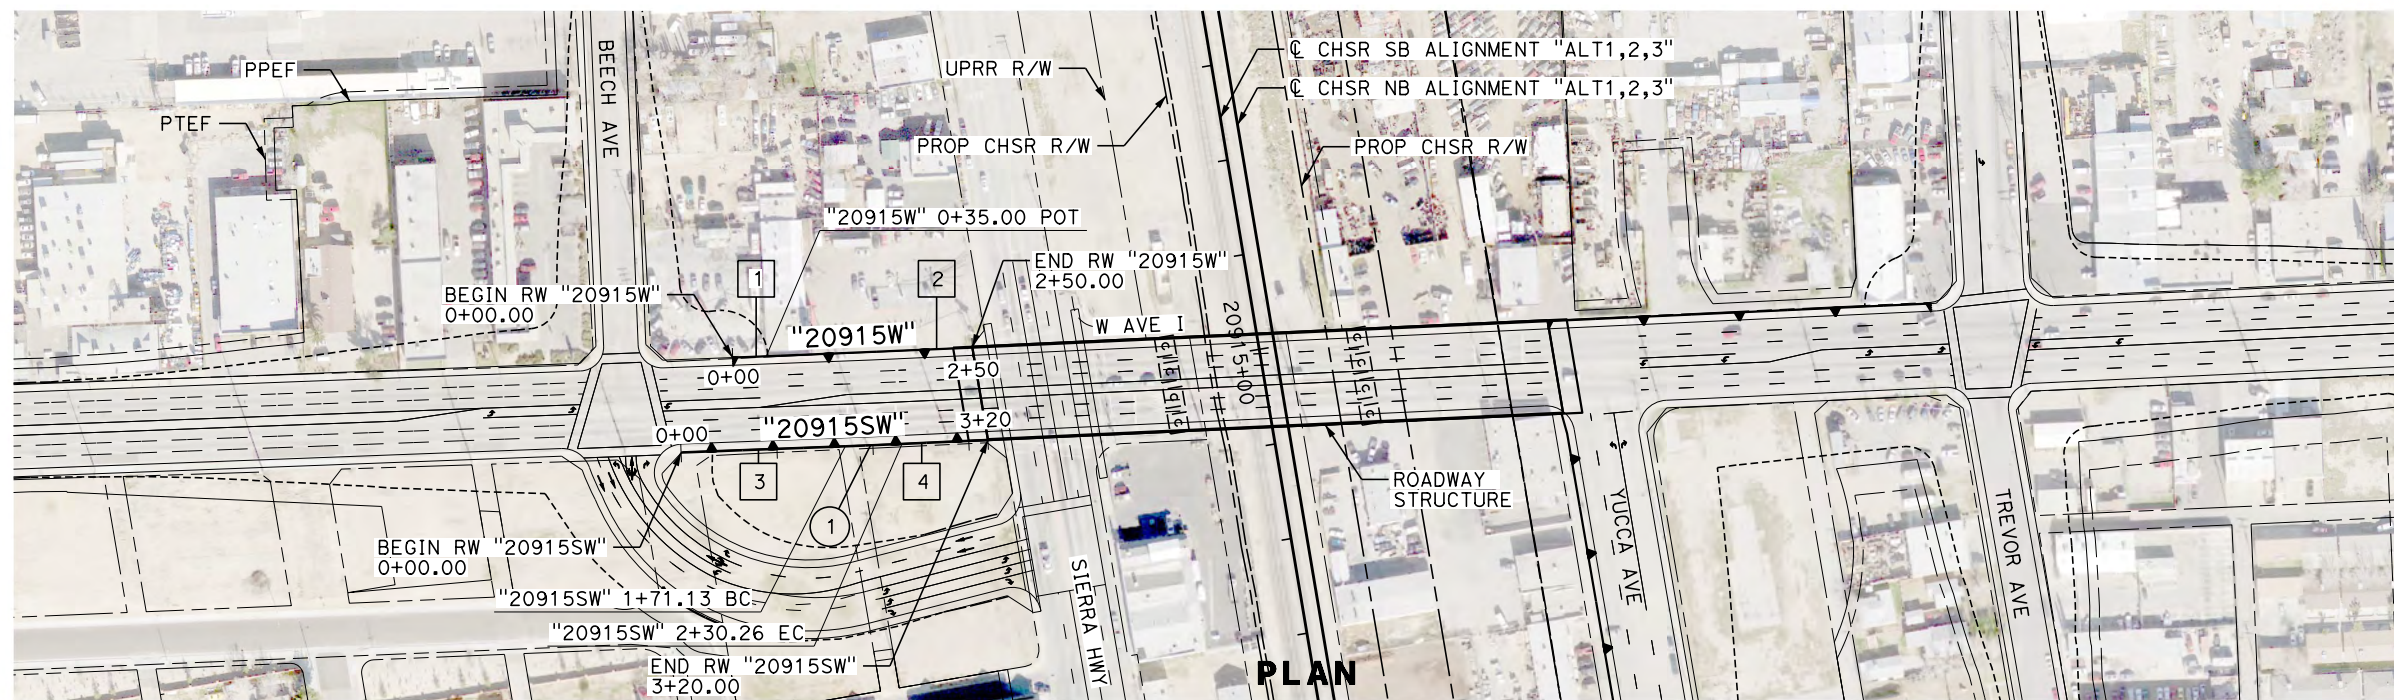 ℄ CHSR SB ALIGNMENT "ALT1,2,3"
PPEF
UPRR R/W
℄ CHSR NB ALIGNMENT "ALT1,2,3"
BEECH AVE
PTEF
PROP CHSR R/W
PROP CHSR R/W
"20915W" 0+35.00 POT
1
2
END RW "20915W"
2+50.00
BEGIN RW "20915W"
0+00.00
"20915W"
W AVE I
20915+00
0+00
2+50
C C C C C
C C C C
"20915SW"
0+00
3+20
3
4
ROADWAY
STRUCTURE
1
YUCCA AVE
TREVOR AVE
BEGIN RW "20915SW"
0+00.00
"20915SW" 1+71.13 BC
SIERRA HWY
"20915SW" 2+30.26 EC
END RW "20915SW"
3+20.00
PLAN